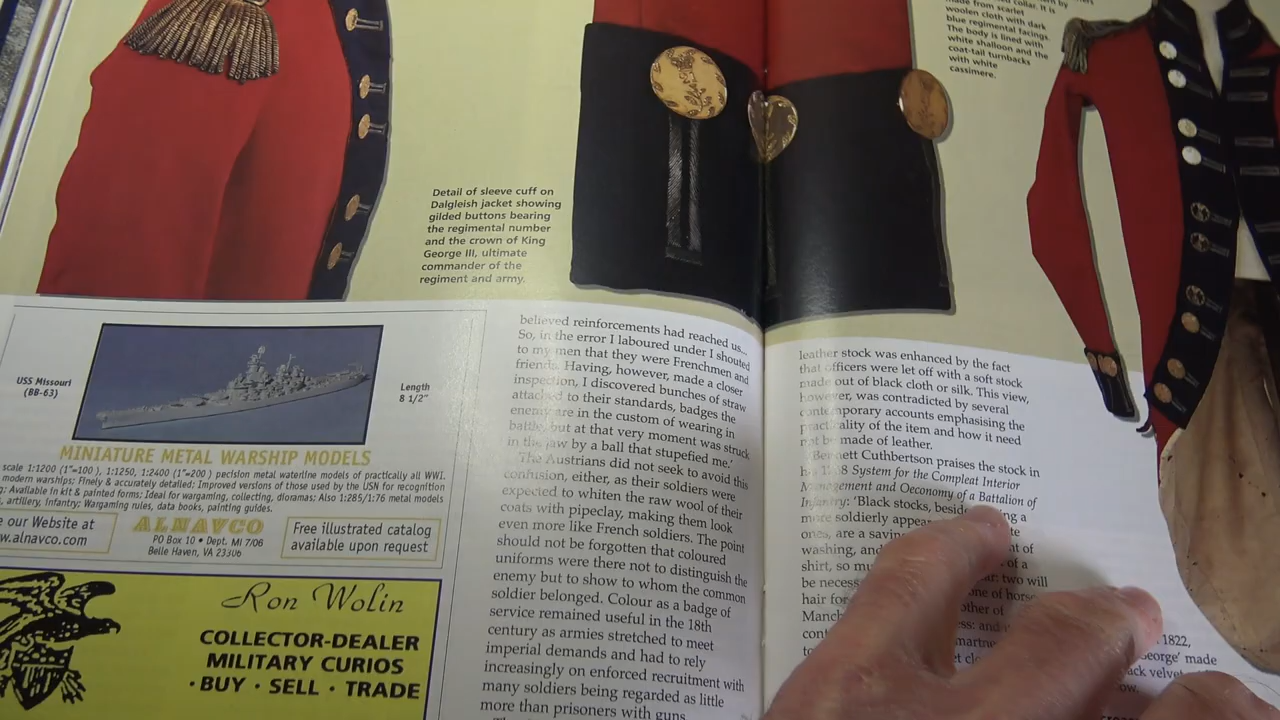 made from scarlet
woolen cloth with dark
blue regimental facings.
The body is lined with
white shalloon and the
coat-tail turnbacks
with white
cassimere.
Detail of sleeve cuff on
Dalgleish jacket showing
gilded buttons bearing
the regimental number
and the crown of King
George III, ultimate
commander of the
regiment and army.
USS Missouri
(BB-63)
Length
8 1/2"
MINIATURE METAL WARSHIP MODELS
scale 1:1200 (1"=100'), 1:1250, 1:2400 (1"=200') pecision metal waterline models of practically all WWI.
modern warships; Finely & accurately detailed; Improved versions of those used by the USN for recognition
Available in kit & painted forms; Ideal for wargaming, collecting, dioramas; Also 1:285/1:76 metal models
artillery, infantry; Wargaming rules, data books, painting guides.
our Website at
.alnavco.com
ALNAVCO
PO Box 10 • Dept. MI 7/06
Belle Haven, VA 23306
Free illustrated catalog
available upon request
Ron Wolin
COLLECTOR-DEALER
MILITARY CURIOS
· BUY · SELL · TRADE
believed reinforcements had reached us...
So, in the error I laboured under I shouted
to my men that they were Frenchmen and
friends. Having, however, made a closer
inspection, I discovered bunches of straw
attached to their standards, badges the
enemy are in the custom of wearing in
battle, but at that very moment was struck
in the jaw by a ball that stupefied me.'
The Austrians did not seek to avoid this
confusion, either, as their soldiers were
expected to whiten the raw wool of their
coats with pipeclay, making them look
even more like French soldiers. The point
should not be forgotten that coloured
uniforms were there not to distinguish the
enemy but to show to whom the common
soldier belonged. Colour as a badge of
service remained useful in the 18th
century as armies stretched to meet
imperial demands and had to rely
increasingly on enforced recruitment with
many soldiers being regarded as little
more than prisoners with guns.
leather stock was enhanced by the fact
that officers were let off with a soft stock
made out of black cloth or silk. This view,
however, was contradicted by several
contemporary accounts emphasising the
practicality of the item and how it need
not be made of leather.
Bennett Cuthbertson praises the stock in
his System for the Compleat Interior
Management and Oeconomy of a Battalion of
Infantry: 'Black stocks, a
more soldierly
ones, are a
washing, and of
shirt, so of a
be two will
hair for one of horse
other of
1822,
George' made